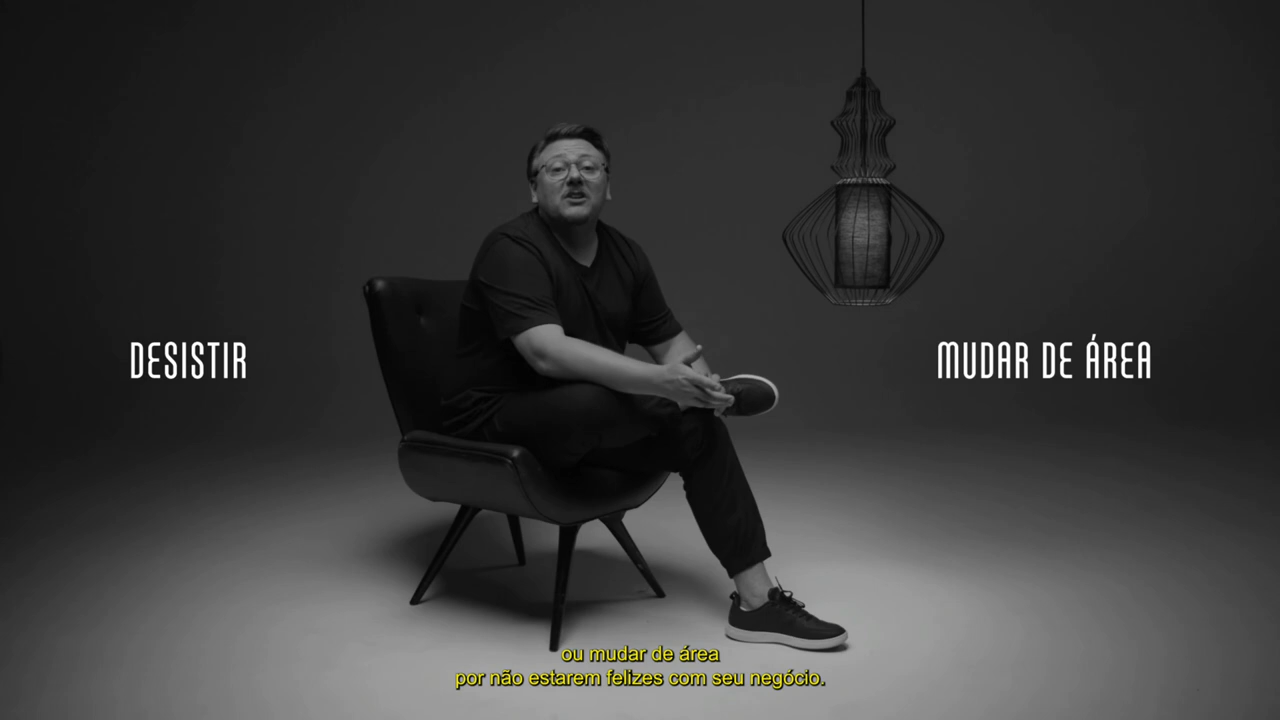 DESISTIR
MUDAR DE ÁREA
ou mudar de área
por não estarem felizes com seu negócio.